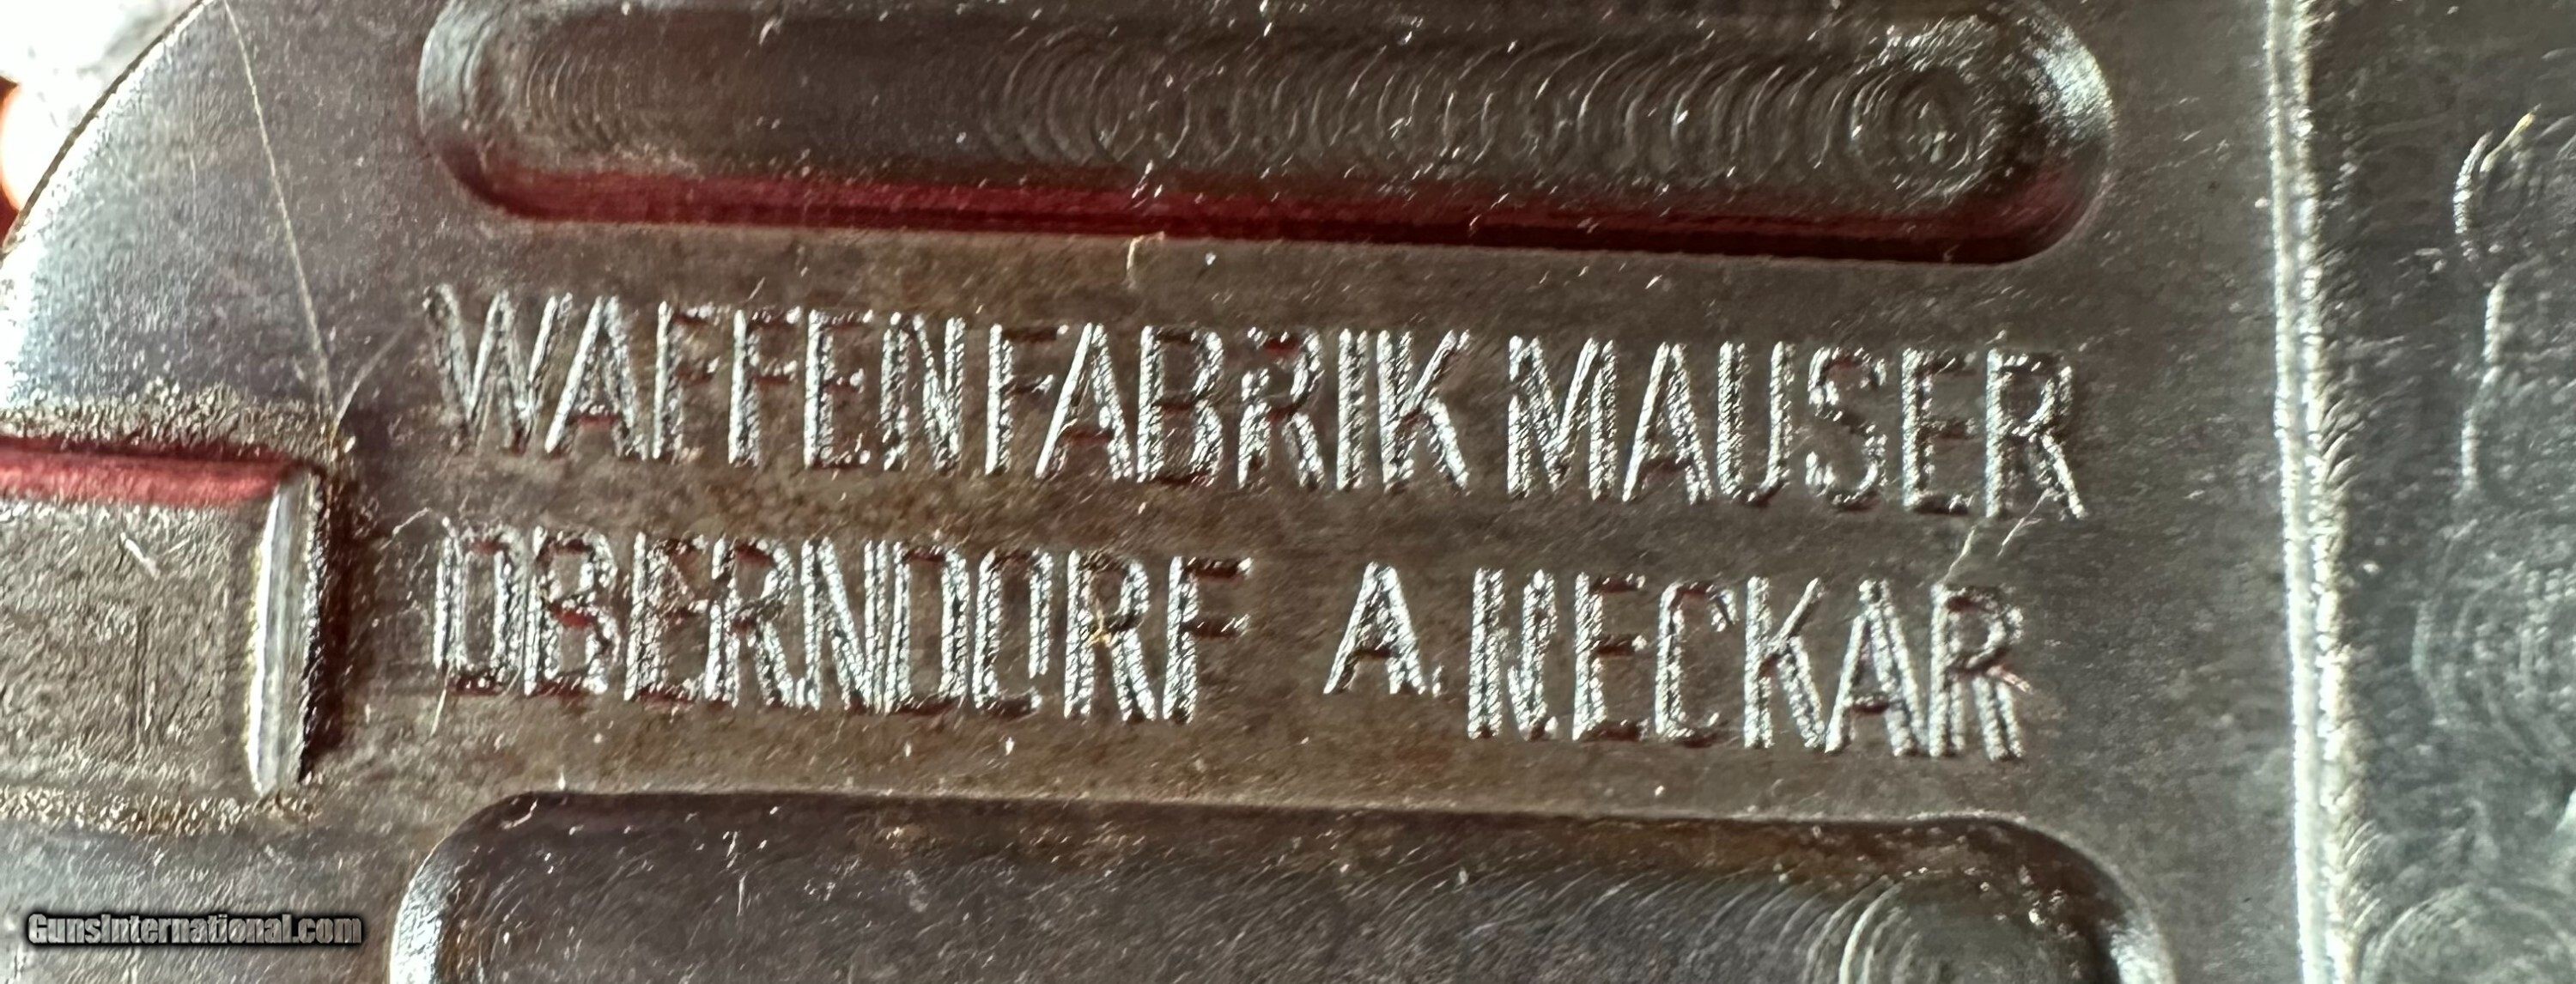 WAFFENFABRIK MAUSER
OBERNDORF A. NECKAR
GunsInternational.com